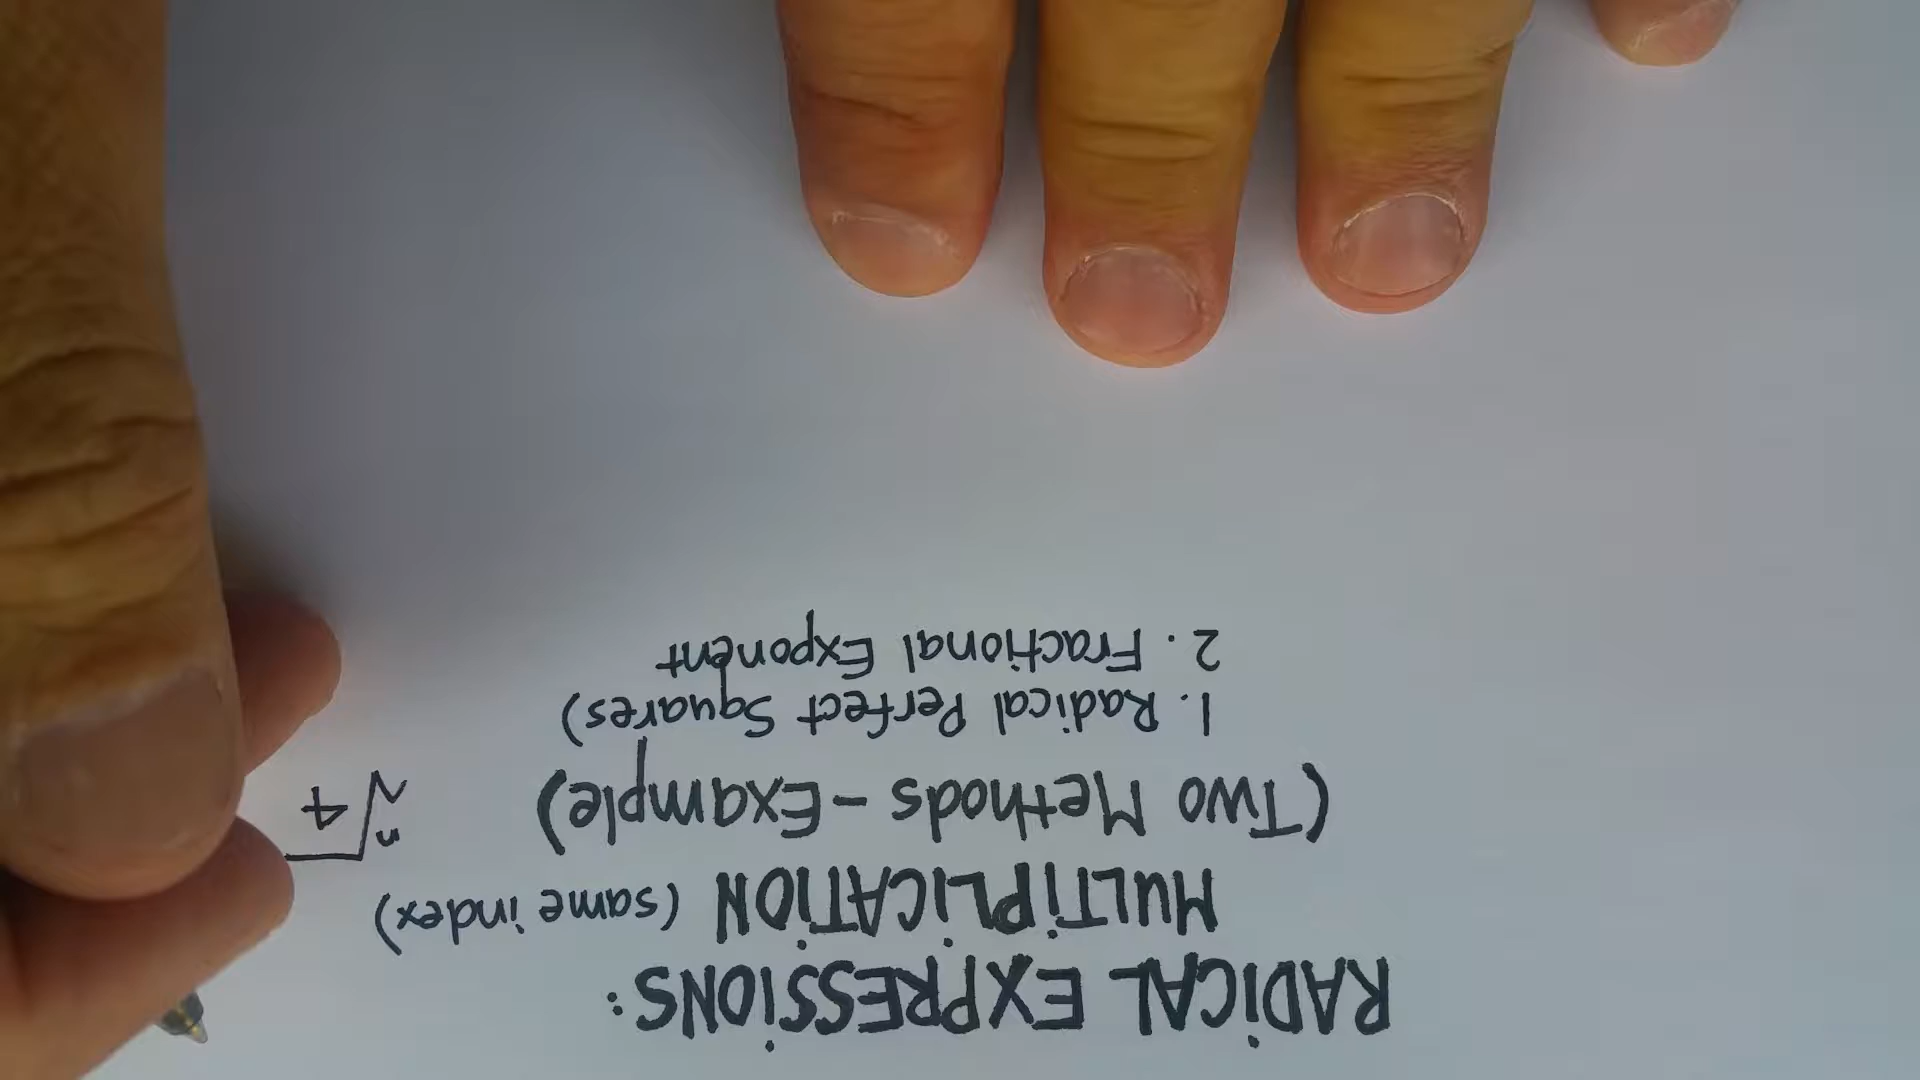 RADICAL EXPRESSIONS:
MULTIPLICATION (same index)
(Two Methods - Example)
ⁿ√4
1. Radical Perfect Squares)
2. Fractional Exponent